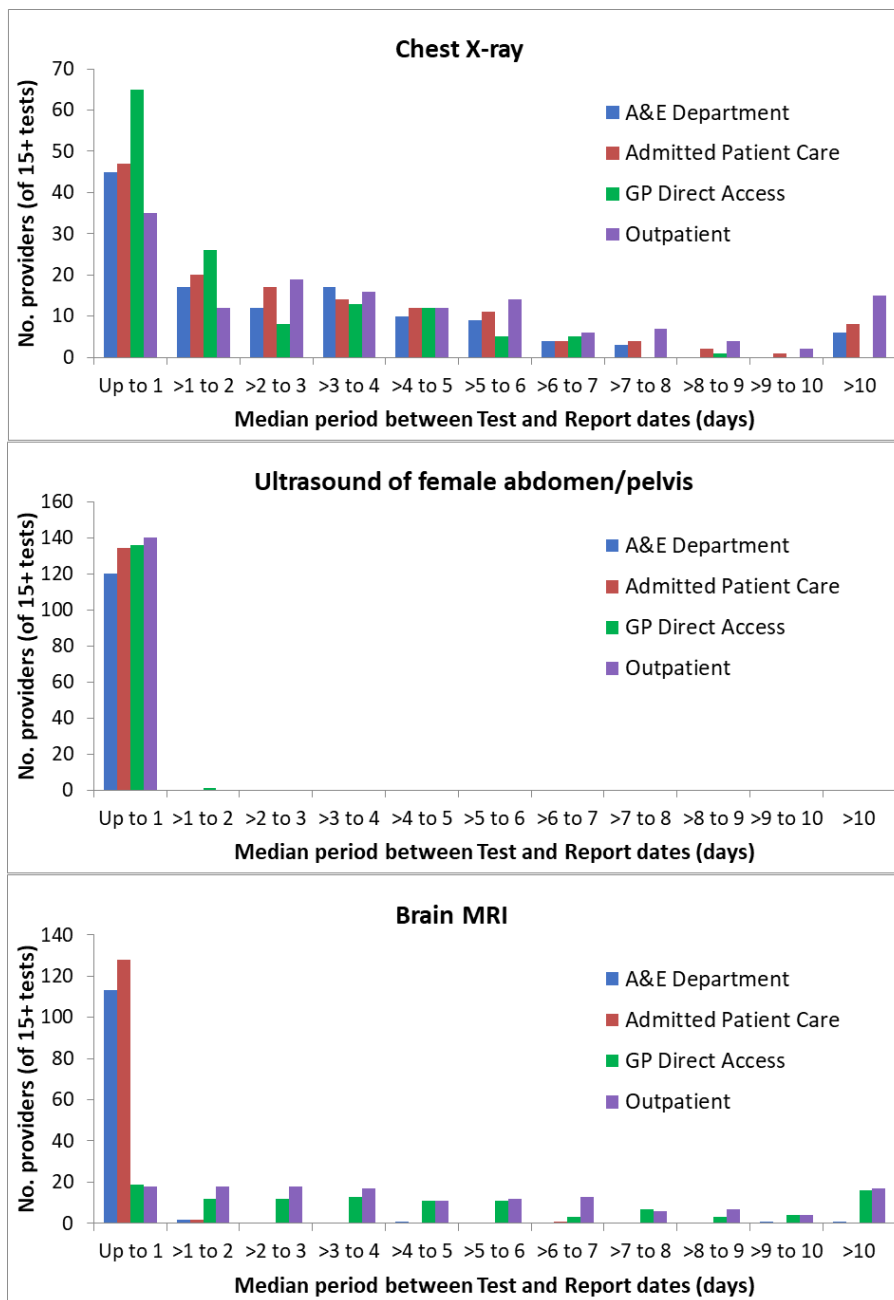 Chest X-ray
No. providers (of 15+ tests)
70
60
50
40
30
20
10
0
A&E Department
Admitted Patient Care
GP Direct Access
Outpatient
Up to 1 >1 to 2 >2 to 3 >3 to 4 >4 to 5 >5 to 6 >6 to 7 >7 to 8 >8 to 9 >9 to 10 >10
Median period between Test and Report dates (days)
Ultrasound of female abdomen/pelvis
No. providers (of 15+ tests)
160
140
120
100
80
60
40
20
0
A&E Department
Admitted Patient Care
GP Direct Access
Outpatient
Up to 1 >1 to 2 >2 to 3 >3 to 4 >4 to 5 >5 to 6 >6 to 7 >7 to 8 >8 to 9 >9 to 10 >10
Median period between Test and Report dates (days)
Brain MRI
No. providers (of 15+ tests)
140
120
100
80
60
40
20
0
A&E Department
Admitted Patient Care
GP Direct Access
Outpatient
Up to 1 >1 to 2 >2 to 3 >3 to 4 >4 to 5 >5 to 6 >6 to 7 >7 to 8 >8 to 9 >9 to 10 >10
Median period between Test and Report dates (days)